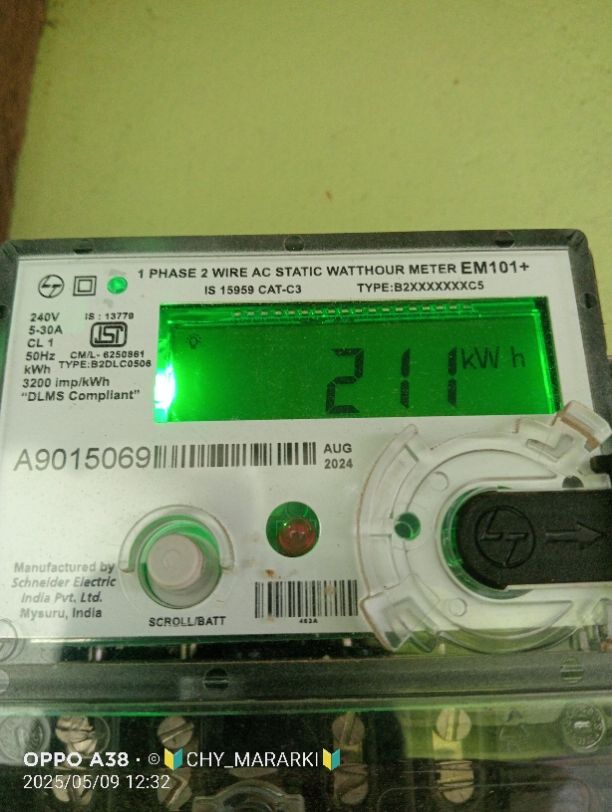 1 PHASE 2 WIRE AC STATIC WATTHOUR METER EM101+
IS 15959 CAT-C3 TYPE:B2XXXXXXXC5
240V
5-30A
CL 1
50Hz
kWh
3200 imp/kWh
"DLMS Compliant"
IS : 13779
ISI
CM/L- 6250861
TYPE:B2DLC0506
211 kWh
A9015069
AUG
2024
LT
Manufactured by
Schneider Electric
India Pvt. Ltd.
Mysuru, India
SCROLL/BATT
OPPO A38 · © 🔰CHY_MARARKI🔰
2025/05/09 12:32